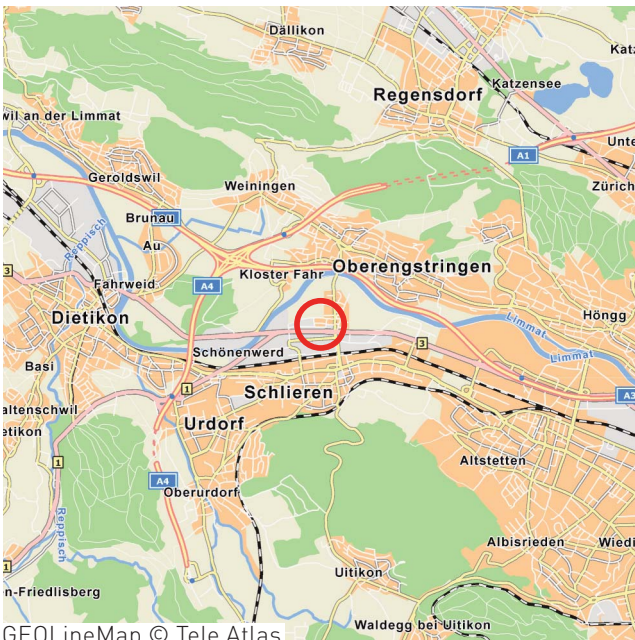 Dällikon
Katz
Katzensee
Regensdorf
wil an der Limmat
Unte
A1
Geroldswil
Weiningen
Zürich
Brunau
Reppisch
Au
Kloster Fahr
Oberengstringen
A4
3
Fahrweid
Dietikon
Limmat
Höngg
Limmat
Schönenwerd
3
Basi
1
Schlieren
A3
altenschwil
Urdorf
etikon
1
Altstetten
A4
Oberurdorf
Reppisch
Albisrieden
Wiedi
1
Uitikon
n-Friedlisberg
Waldegg bei Uitikon
GEOLineMap © Tele Atlas